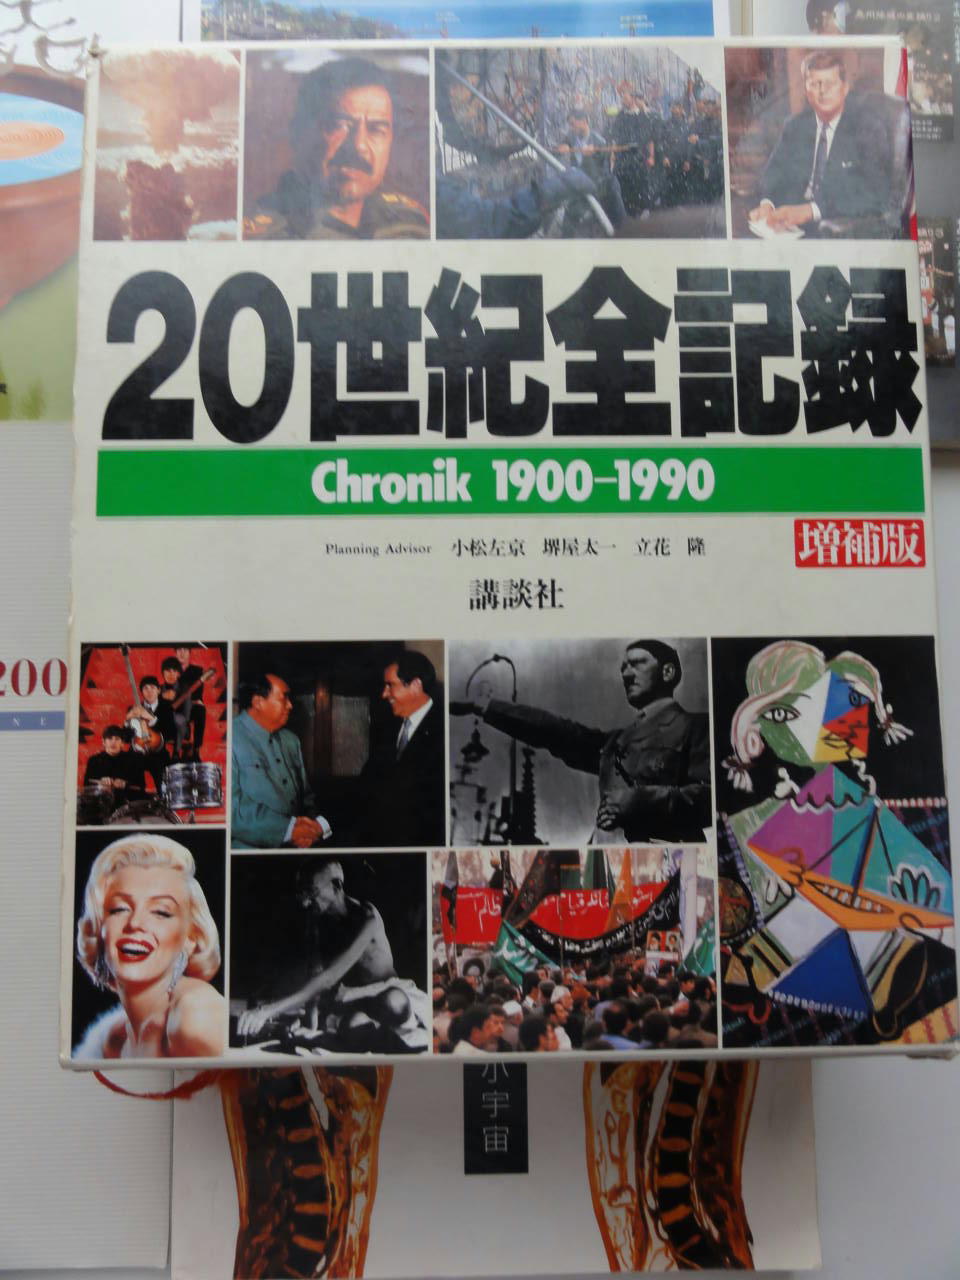 20世紀全記録
Chronik 1900–1990
Planning Advisor 小松左京 堺屋太一 立花 隆
増補版
講談社
200
N E
小宇宙